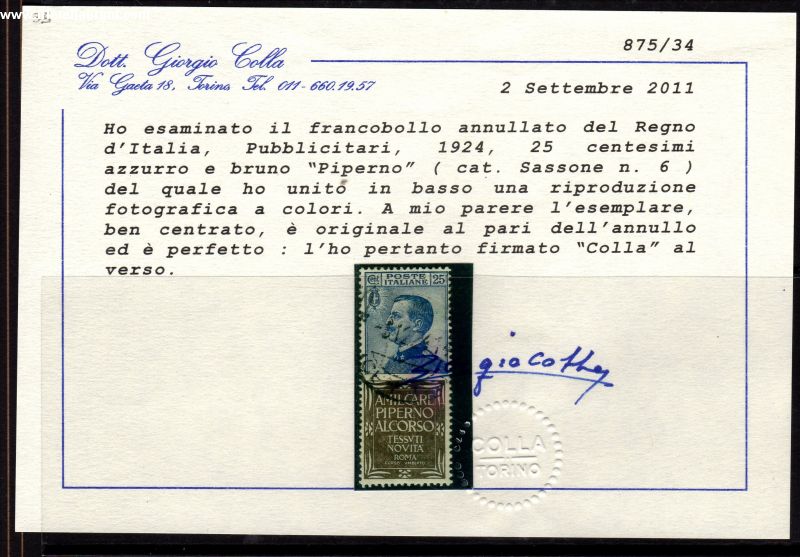 875/34
Dott. Giorgio Colla
Via Gaeta 18, Torino Tel. 011-660.19.57
2 Settembre 2011
Ho esaminato il francobollo annullato del Regno
d'Italia, Pubblicitari, 1924, 25 centesimi
azzurro e bruno "Piperno" ( cat. Sassone n. 6 )
del quale ho unito in basso una riproduzione
fotografica a colori. A mio parere l'esemplare,
ben centrato, è originale al pari dell'annullo
ed è perfetto : l'ho pertanto firmato "Colla" al
verso.
POSTE
ITALIANE
25
AMILCARE
PIPERNO
ALCORSO
TESSVTI
NOVITÀ
ROMA
CORSO UMBERTO
COLLA
TORINO